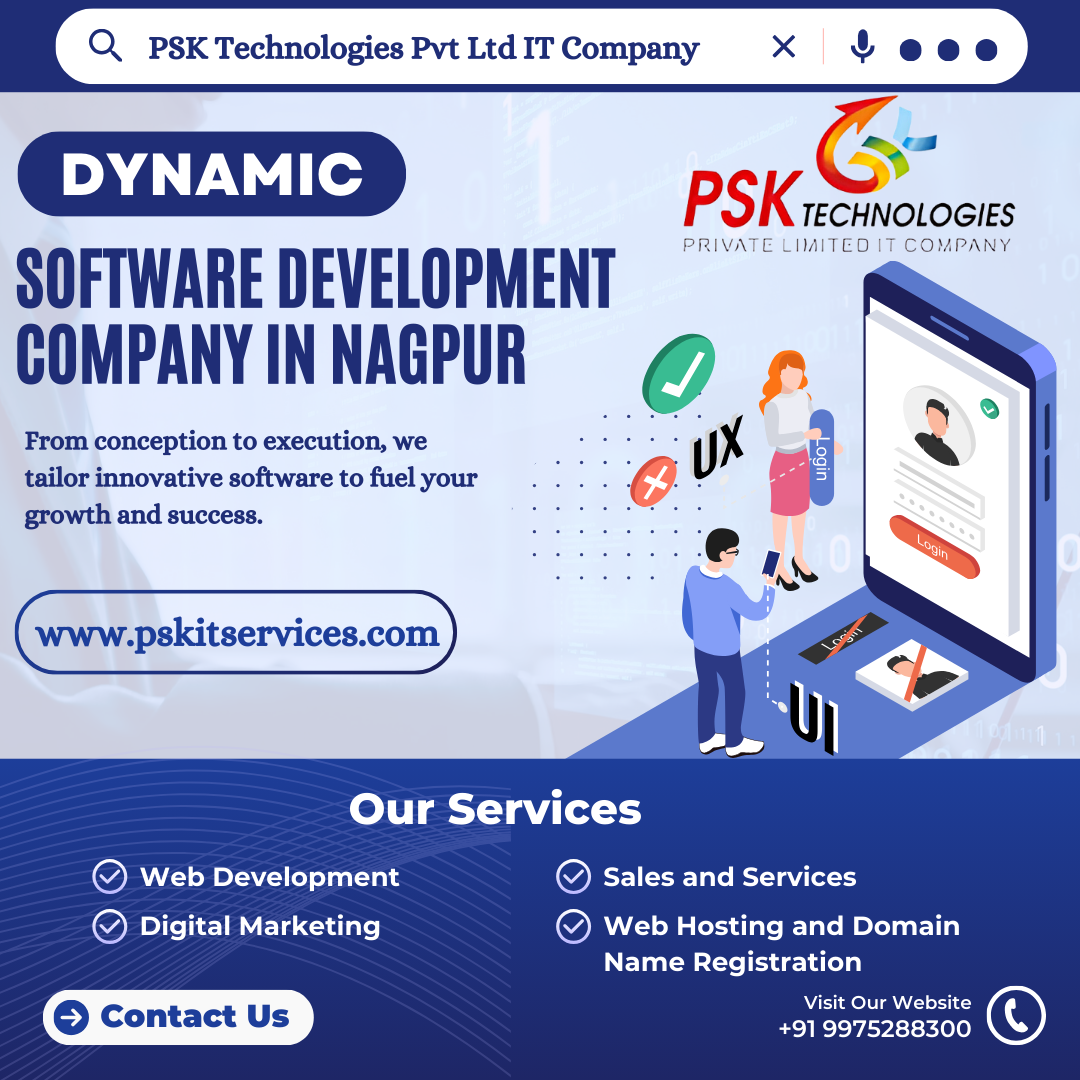 PSK Technologies Pvt Ltd IT Company
DYNAMIC
PSK TECHNOLOGIES
PRIVATE LIMITED IT COMPANY
SOFTWARE DEVELOPMENT
COMPANY IN NAGPUR
From conception to execution, we
tailor innovative software to fuel your
growth and success.
www.pskitservices.com
UX
Login
Login
Login
UI
Our Services
Web Development
Digital Marketing
Sales and Services
Web Hosting and Domain
Name Registration
Contact Us
Visit Our Website
+91 9975288300